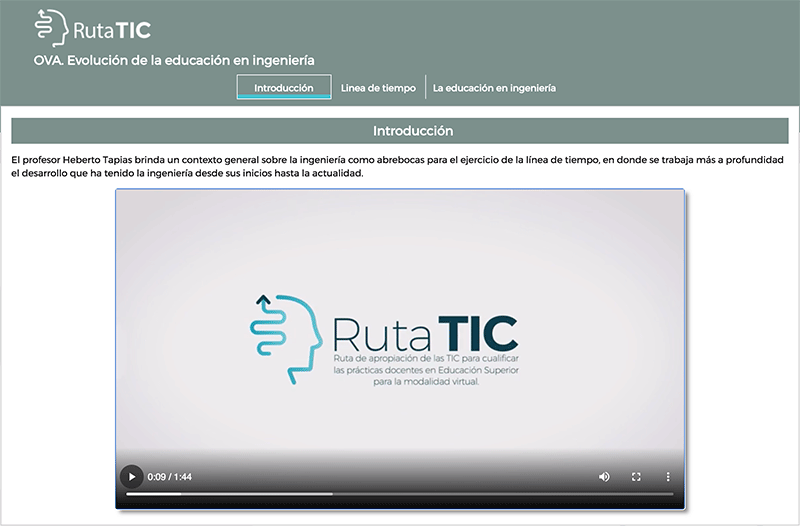 Ruta TIC
OVA. Evolución de la educación en ingeniería
Introducción
Linea de tiempo
La educación en ingeniería
Introducción
El profesor Heberto Tapias brinda un contexto general sobre la ingeniería como abrebocas para el ejercicio de la línea de tiempo, en donde se trabaja más a profundidad
el desarrollo que ha tenido la ingeniería desde sus inicios hasta la actualidad.
Ruta TIC
Ruta de apropiación de las TIC para cualificar
las prácticas docentes en Educación Superior
para la modalidad virtual.
0:09 / 1:44